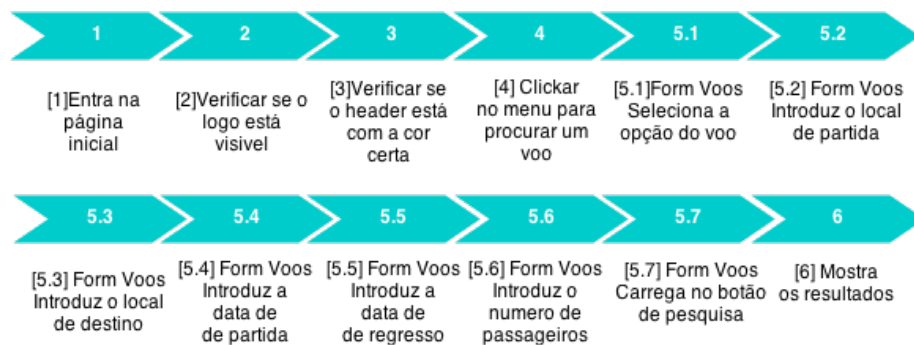 1 2 3 4 5.1 5.2
[1]Entra na
página
inicial
[2]Verificar se o
logo está
visivel
[3]Verificar se
o header está
com a cor
certa
[4] Clickar
no menu para
procurar um
voo
[5.1]Form Voos
Seleciona a
opção do voo
[5.2] Form Voos
Introduz o local
de partida
5.3 5.4 5.5 5.6 5.7 6
[5.3] Form Voos
Introduz o local
de destino
[5.4] Form Voos
Introduz a
data de
de partida
[5.5] Form Voos
Introduz a
data de
de regresso
[5.6] Form Voos
Introduz o
numero de
passageiros
[5.7] Form Voos
Carrega no botão
de pesquisa
[6] Mostra
os resultados